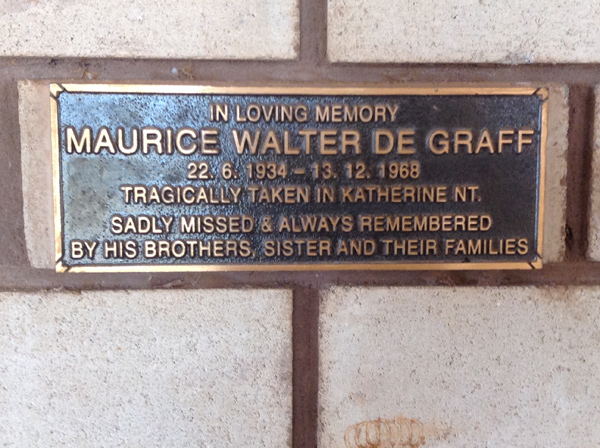 IN LOVING MEMORY
MAURICE WALTER DE GRAFF
22. 6. 1934 – 13. 12. 1968
TRAGICALLY TAKEN IN KATHERINE NT.
SADLY MISSED & ALWAYS REMEMBERED
BY HIS BROTHERS, SISTER AND THEIR FAMILIES